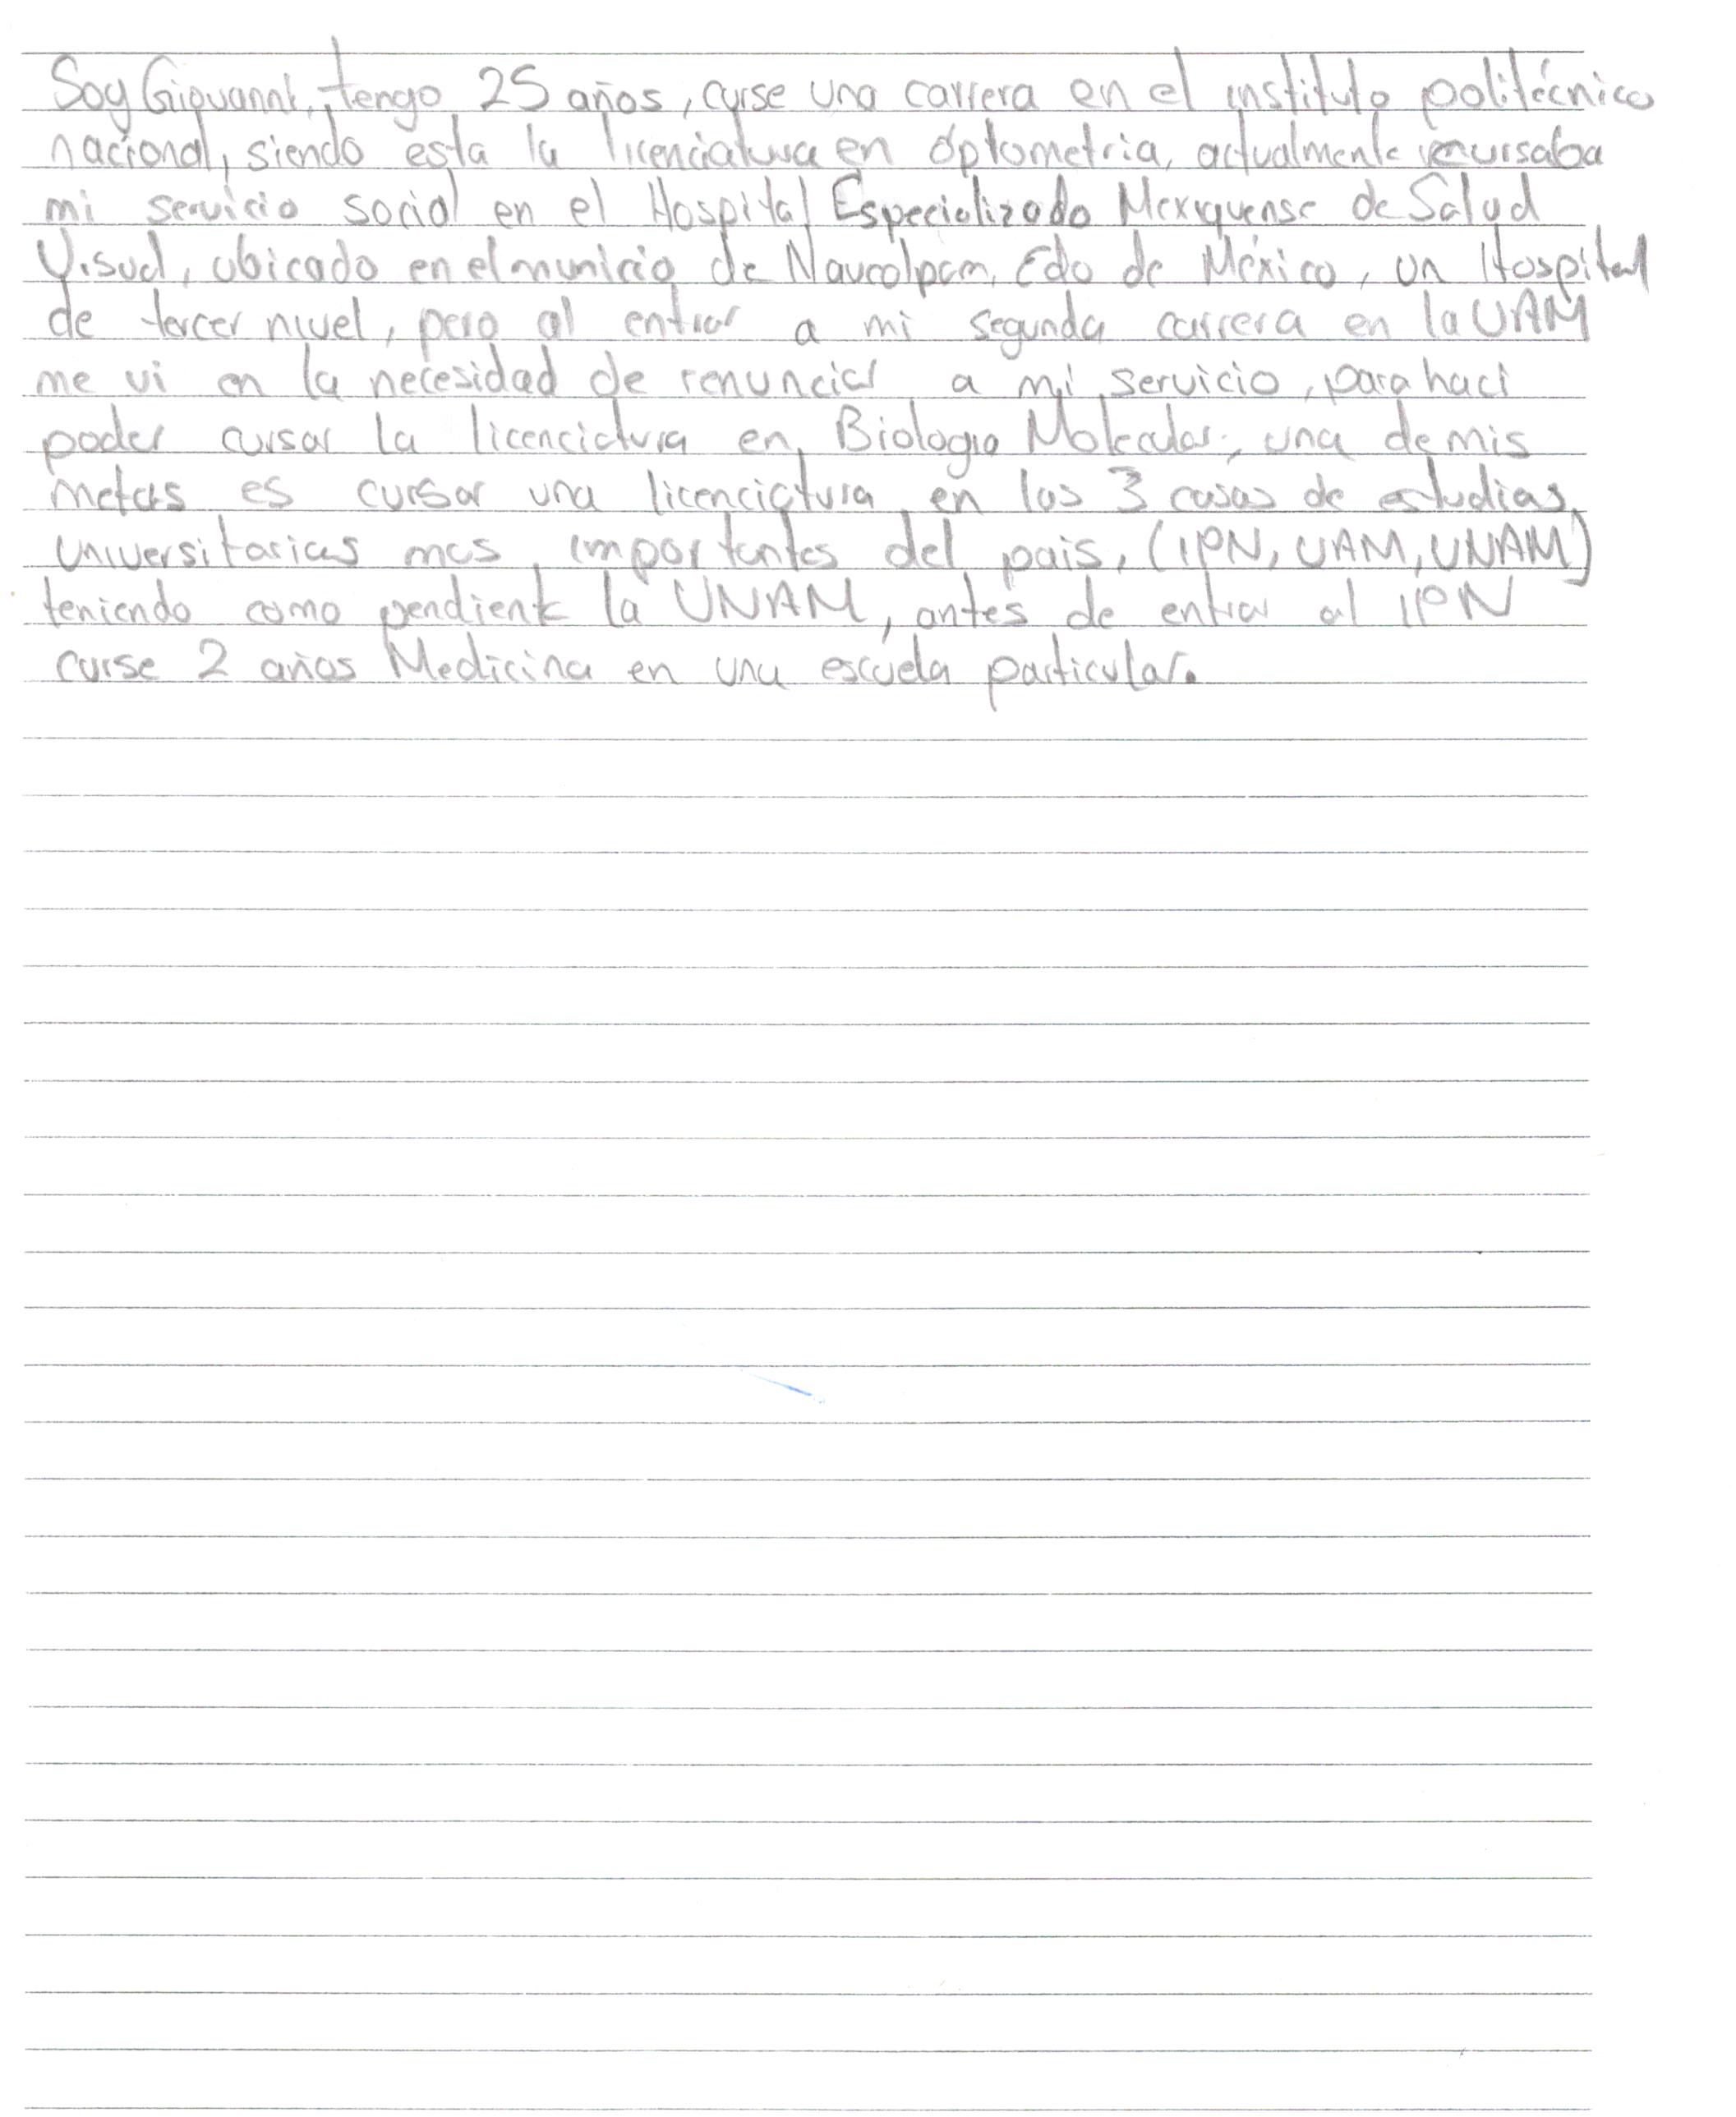 Soy Giovanni, tengo 25 años, curse una carrera en el instituto politécnico
nacional, siendo esta la licenciatura en óptometria, actualmente cursaba
mi servicio social en el Hospital Especializado Mexiquense de Salud
Visual, ubicado en el municio de Naucalpan, Edo de México, un Hospital
de tercer nivel, pero al entrar a mi segunda carrera en la UAM
me vi en la necesidad de renunciar a mi servicio, para haci
poder cursar la licenciatura en Biologia Molecular, una de mis
metas es cursar una licenciatura en las 3 casas de estudias
universitarias mas importantes del pais, (IPN, UAM, UNAM)
teniendo como pendiente la UNAM, antes de entrar al IPN
curse 2 años Medicina en una escuela particular.